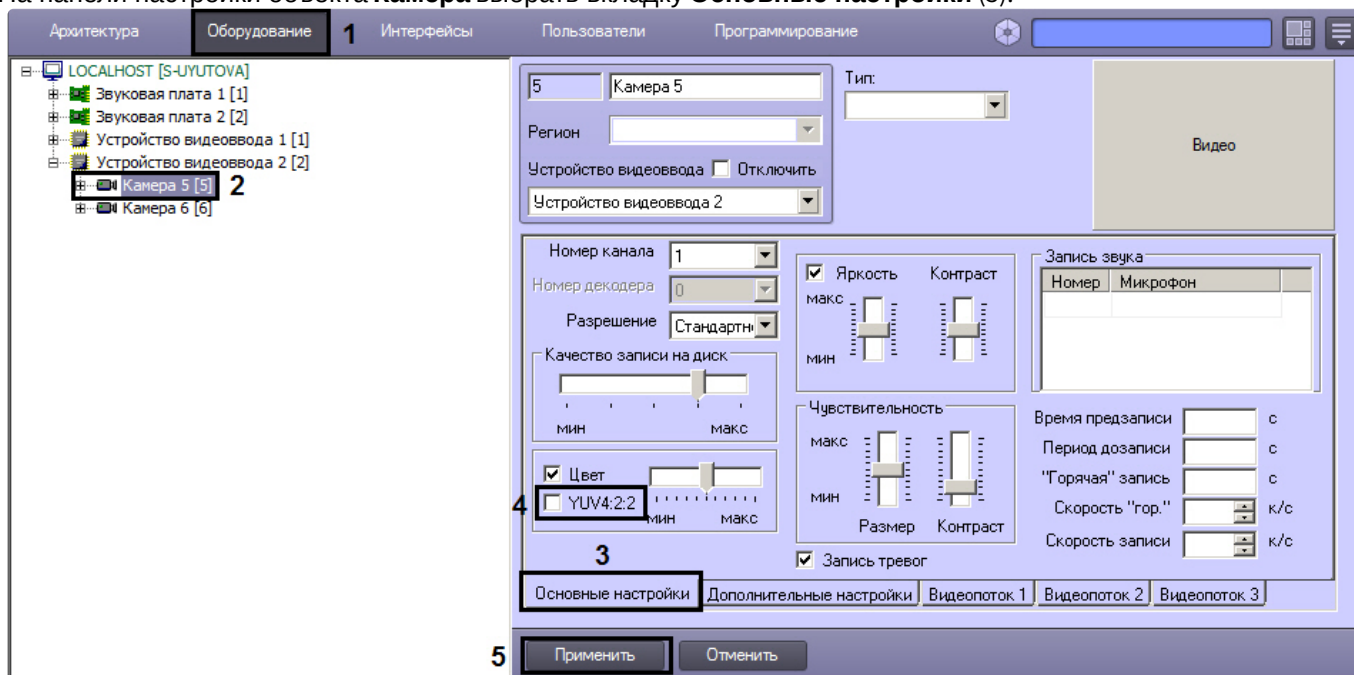 На панели настройки объекта Камера выбрать вкладку Основные настройки (3).
Архитектура Оборудование 1 Интерфейсы Пользователи Программирование
LOCALHOST [S-UYUTOVA]
Звуковая плата 1 [1]
Звуковая плата 2 [2]
Устройство видеоввода 1 [1]
Устройство видеоввода 2 [2]
Камера 5 [5] 2
Камера 6 [6]
5 Камера 5
Регион
Устройство видеоввода Отключить
Устройство видеоввода 2
Тип:
Видео
Номер канала 1
Номер декодера 0
Разрешение Стандартн
Качество записи на диск
мин макс
Цвет
4 YUV4:2:2
мин макс
3
Яркость Контраст
макс
мин
Чувствительность
макс
мин
Размер Контраст
Запись тревог
Запись звука
Номер Микрофон
Время предзаписи с
Период дозаписи с
"Горячая" запись с
Скорость "гор." к/с
Скорость записи к/с
Основные настройки Дополнительные настройки Видеопоток 1 Видеопоток 2 Видеопоток 3
5 Применить Отменить